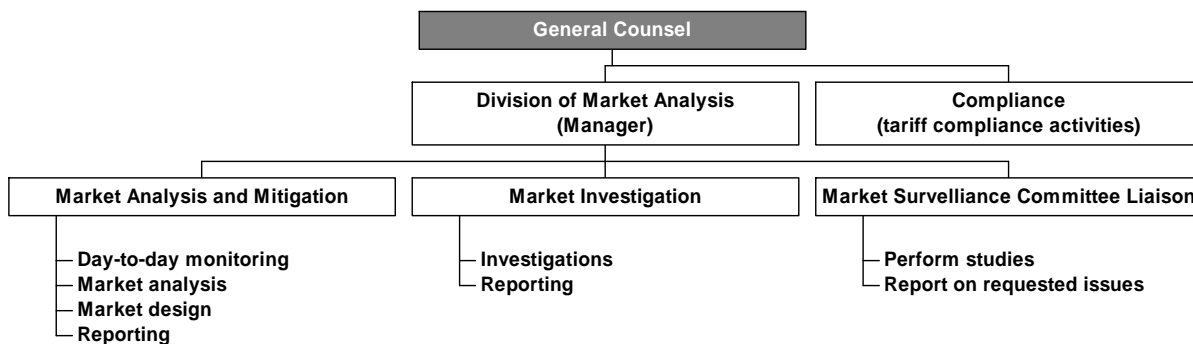 General Counsel
Division of Market Analysis
(Manager)
Compliance
(tariff compliance activities)
Market Analysis and Mitigation
Market Investigation
Market Survelliance Committee Liaison
Day-to-day monitoring
Market analysis
Market design
Reporting
Investigations
Reporting
Perform studies
Report on requested issues